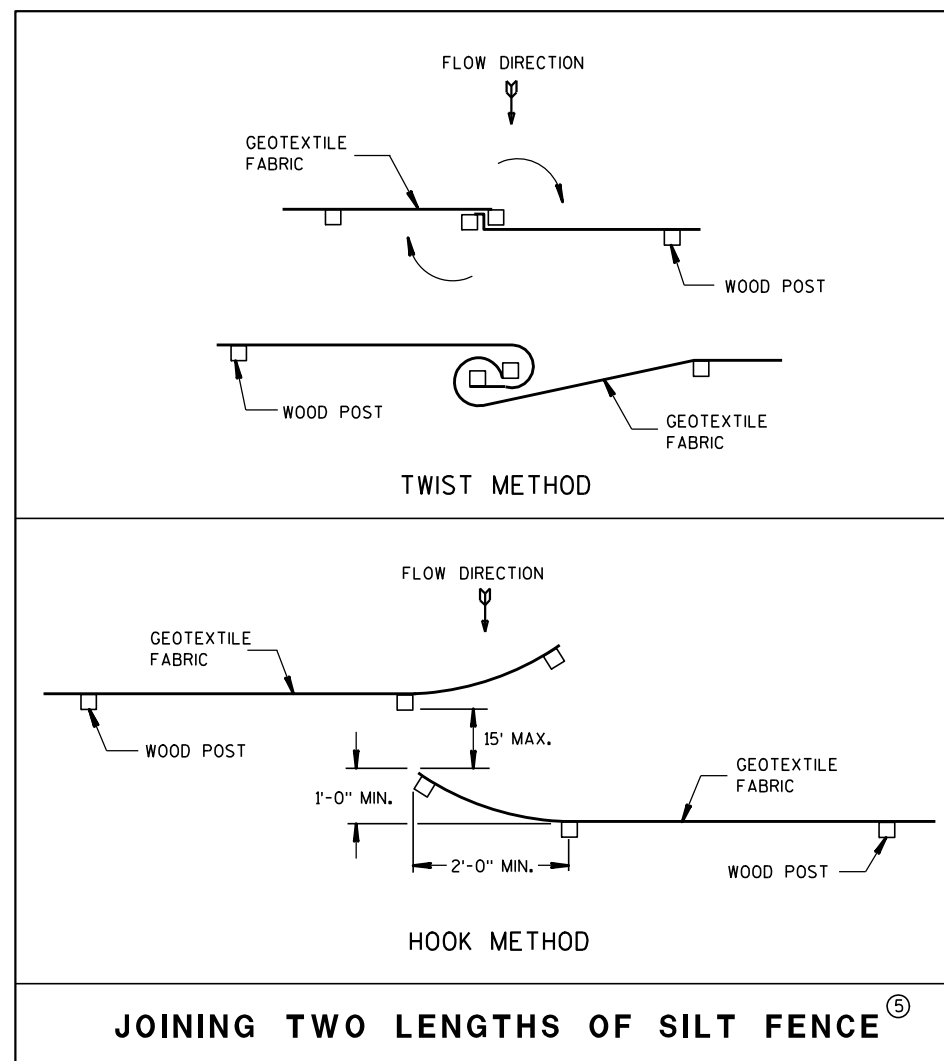 FLOW DIRECTION
GEOTEXTILE
FABRIC
WOOD POST
WOOD POST
GEOTEXTILE
FABRIC
TWIST METHOD
FLOW DIRECTION
GEOTEXTILE
FABRIC
WOOD POST
15' MAX.
1'-0" MIN.
GEOTEXTILE
FABRIC
2'-0" MIN.
WOOD POST
HOOK METHOD
JOINING TWO LENGTHS OF SILT FENCE ⑤